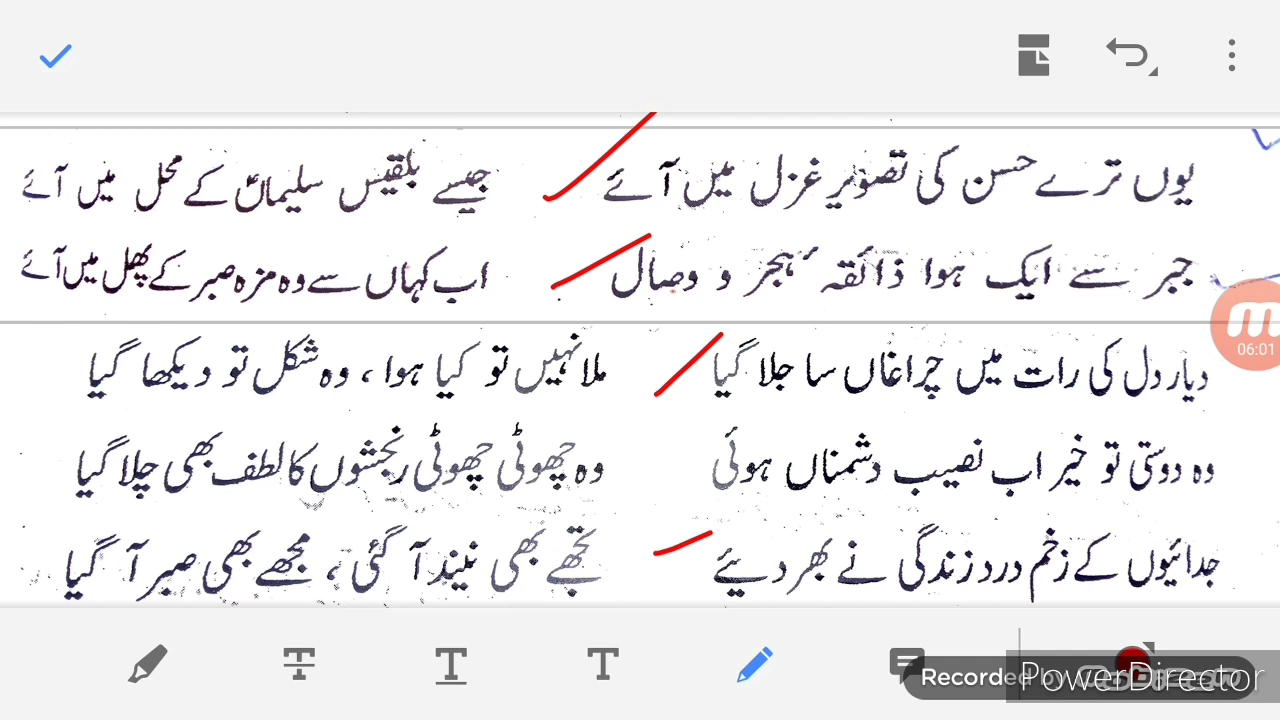 یوں ترے حسن کی تصویر غزل میں آئے جیسے بلقیس سلیماںؑ کے محل میں آئے
جبر سے ایک ہوا ذائقۂ ہجر و وصال اب کہاں سے وہ مزہ صبر کے پھل میں آئے
06:01
دیار دل کی رات میں چراغاں سا جلا گیا ملا نہیں تو کیا ہوا، وہ شکل تو دیکھا گیا
وہ دوستی تو خیر اب نصیب دشمناں ہوئی وہ چھوٹی چھوٹی رنجشوں کا لطف بھی چلا گیا
جدائیوں کے زخم درد زندگی نے بھر دیئے تجھے بھی نیند آ گئی، مجھے بھی صبر آ گیا
T T T
Recorded by
PowerDirector